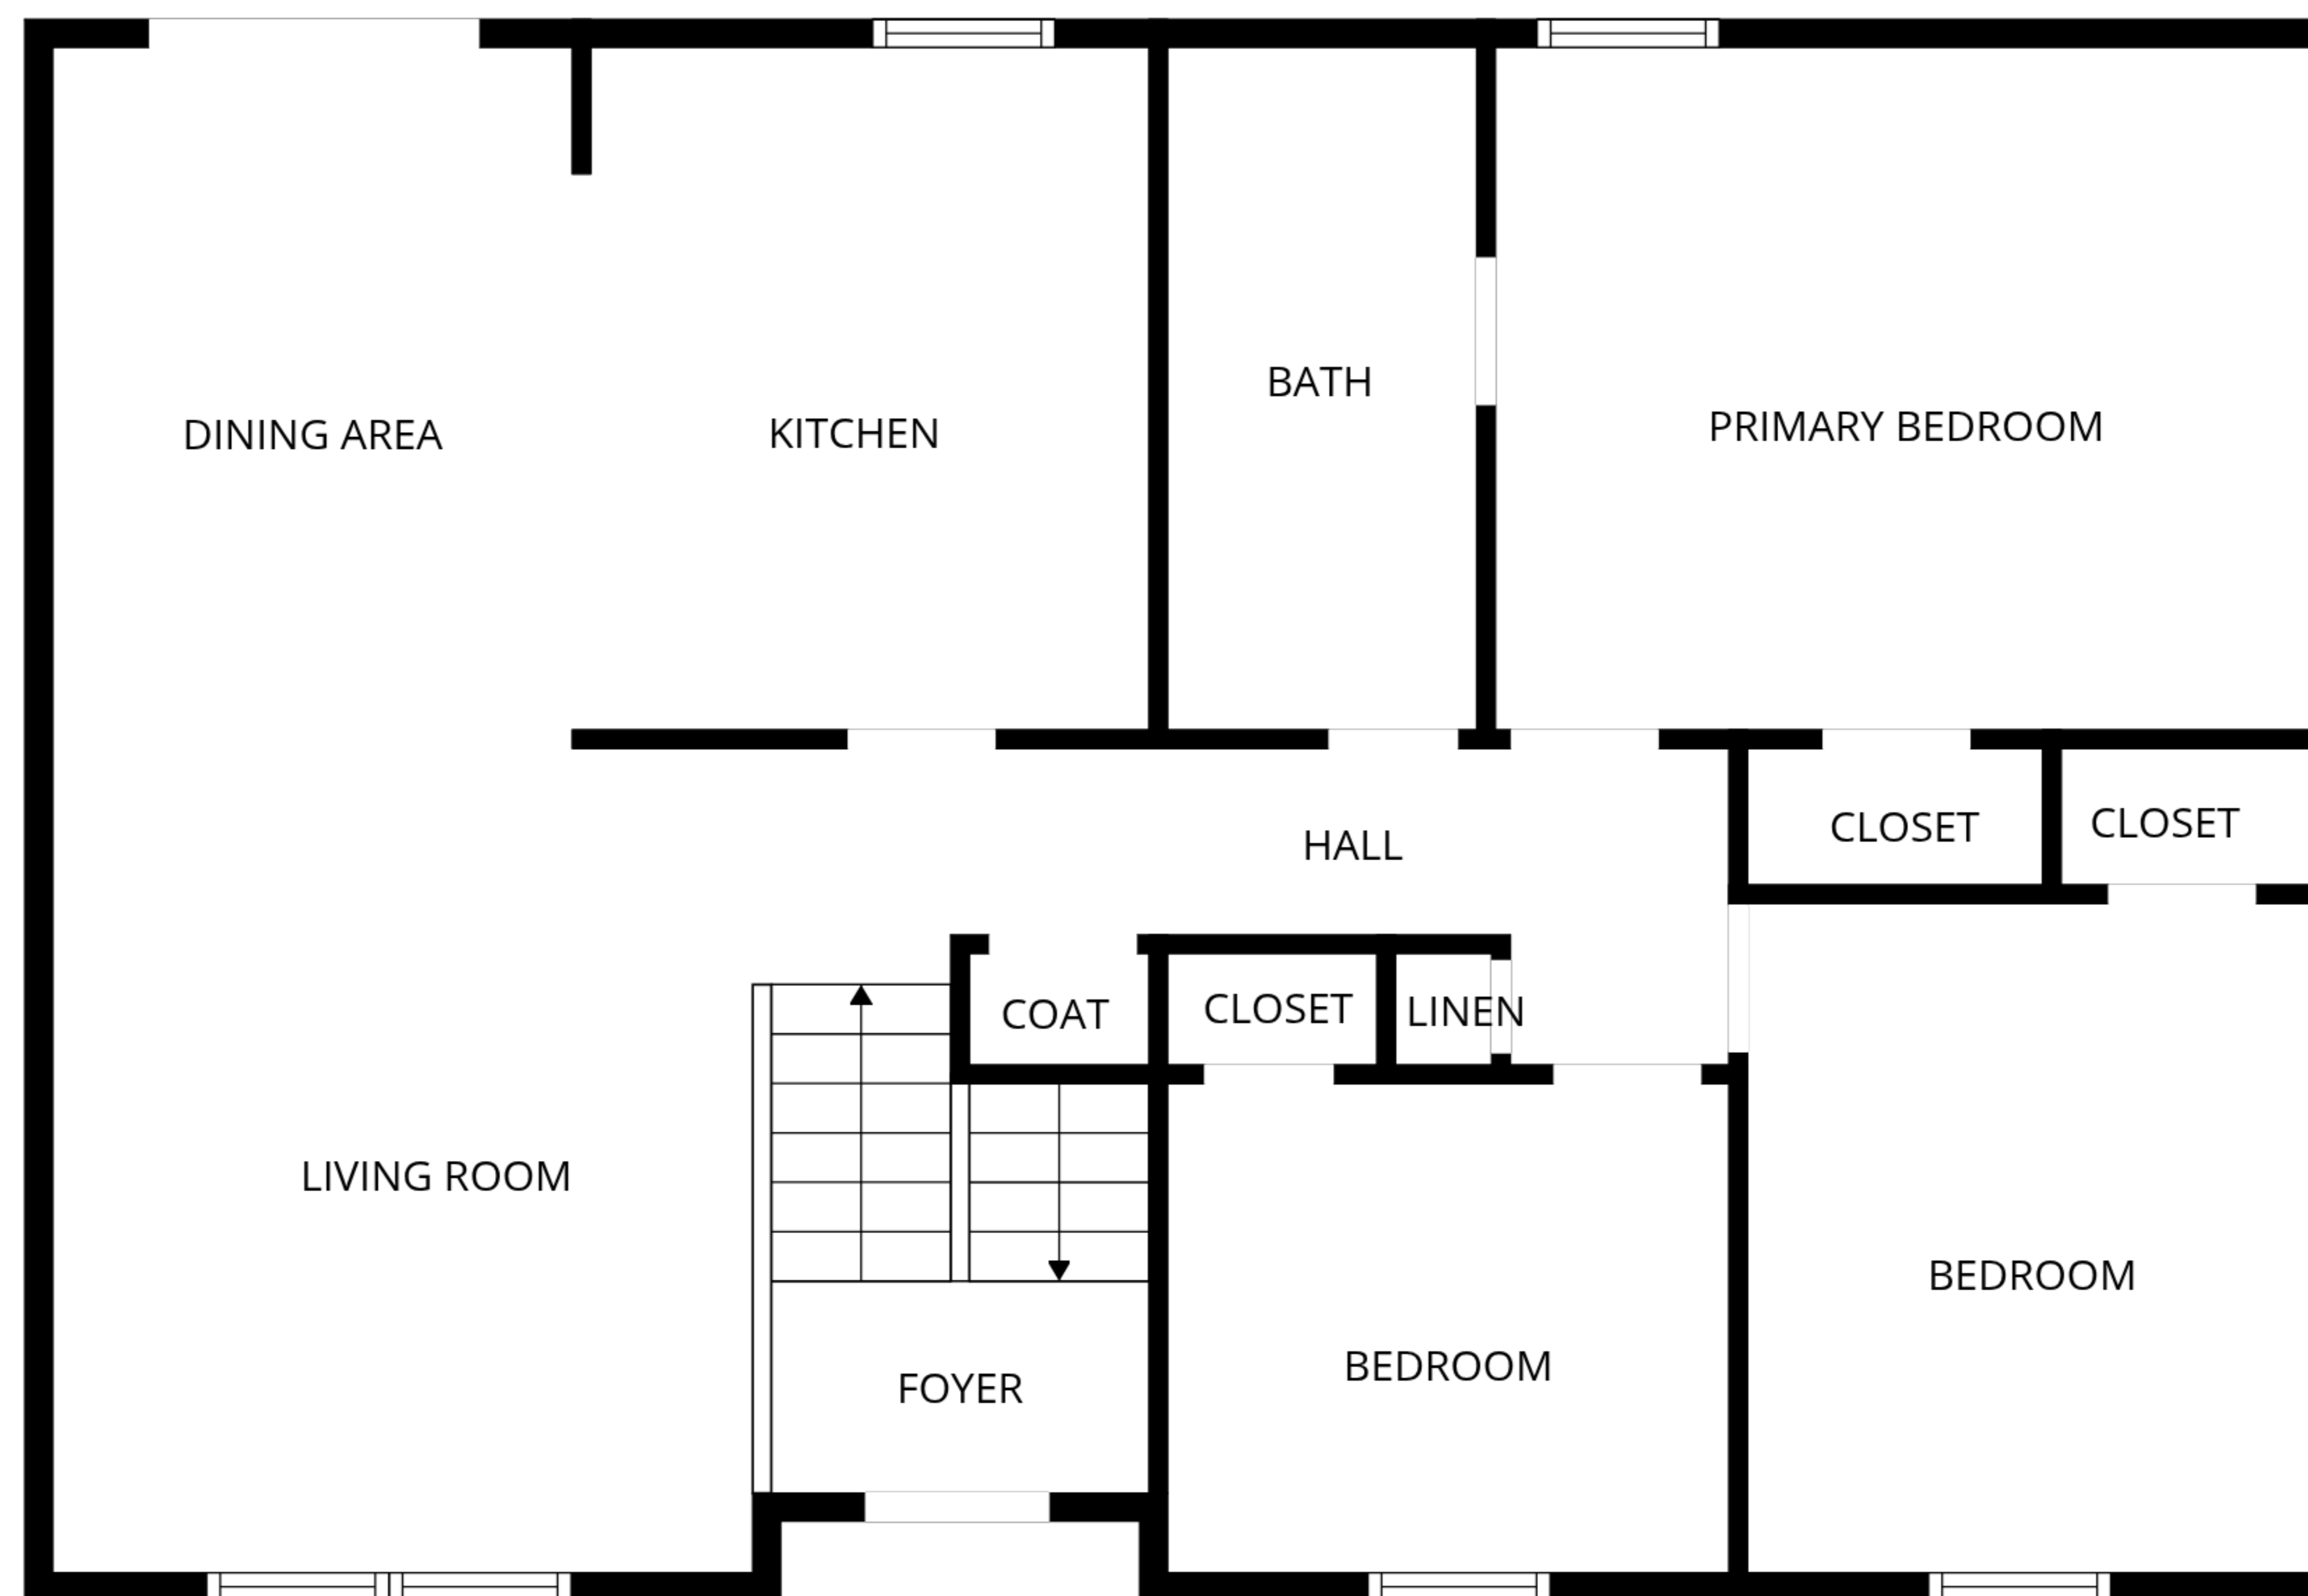 DINING AREA
KITCHEN
BATH
PRIMARY BEDROOM
HALL
CLOSET
CLOSET
COAT
CLOSET
LINEN
LIVING ROOM
FOYER
BEDROOM
BEDROOM